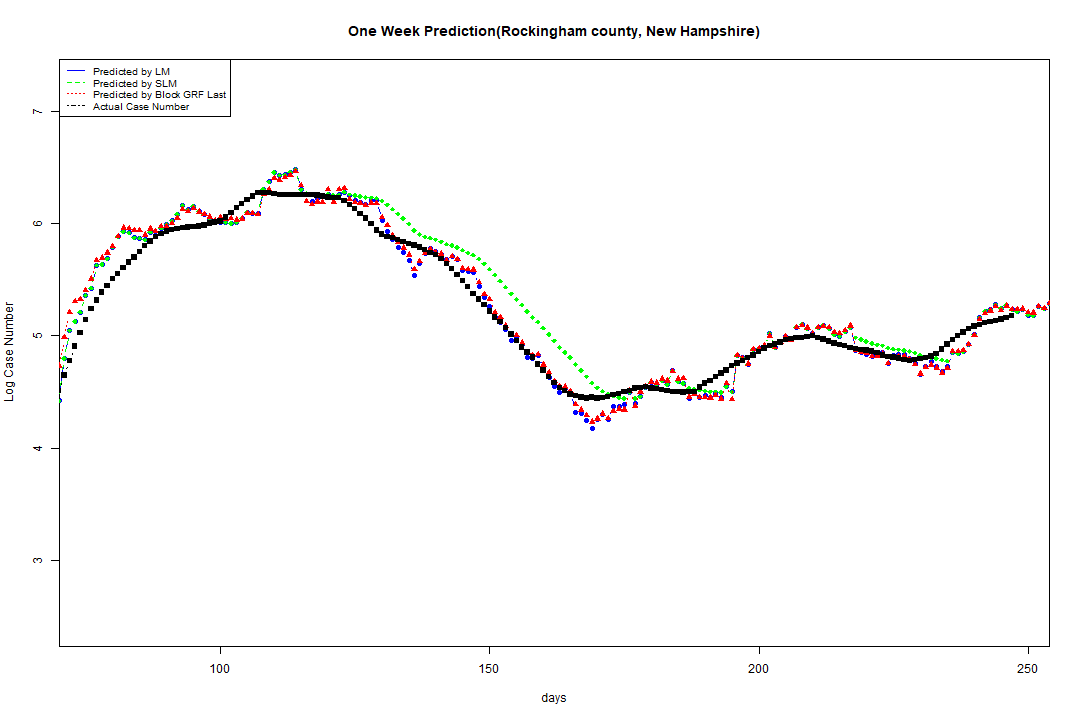 One Week Prediction(Rockingham county, New Hampshire)
Predicted by LM
Predicted by SLM
Predicted by Block GRF Last
Actual Case Number
7
6
5
4
3
Log Case Number
100 150 200 250
days